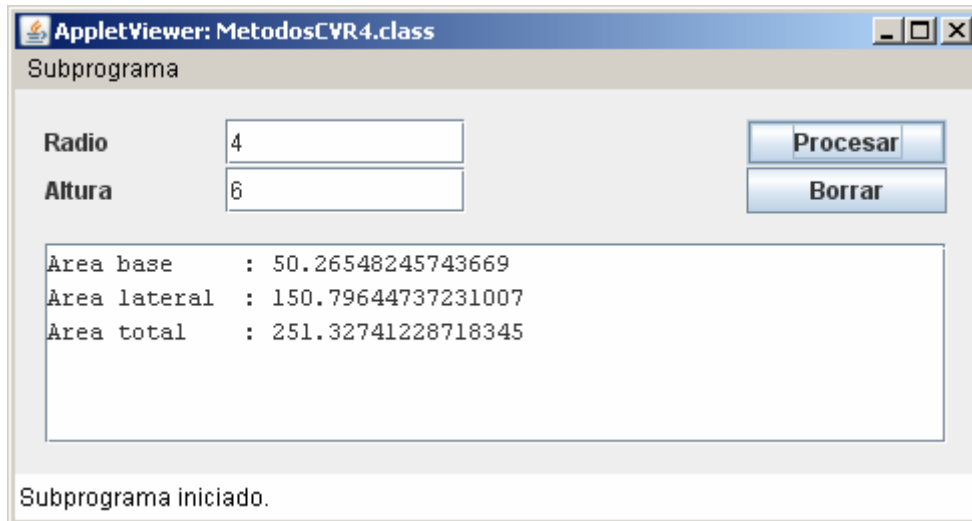 AppletViewer: MetodosCVR4.class
Subprograma
Radio 4 Procesar
Altura 6 Borrar
Area base : 50.26548245743669
Area lateral : 150.79644737231007
Area total : 251.32741228718345
Subprograma iniciado.